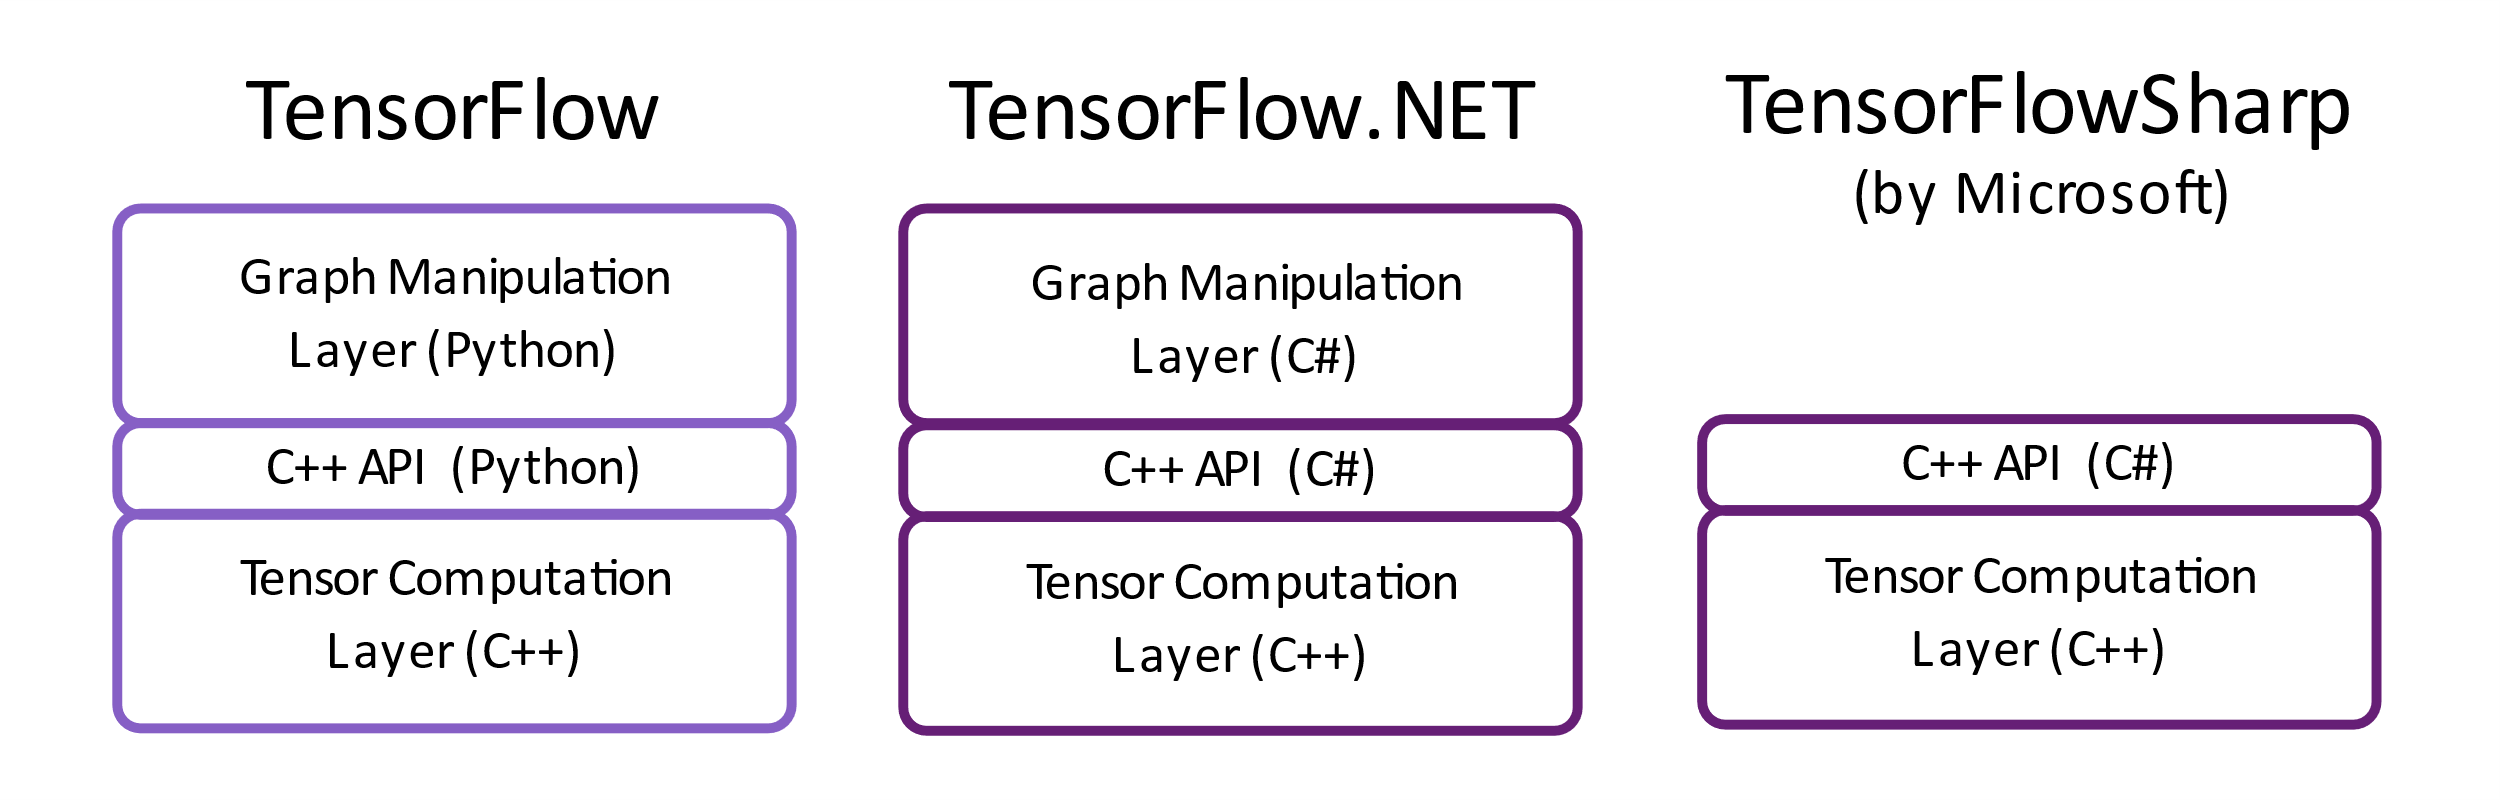 TensorFlow
Graph Manipulation
Layer (Python)
C++ API (Python)
Tensor Computation
Layer (C++)
TensorFlow.NET
Graph Manipulation
Layer (C#)
C++ API (C#)
Tensor Computation
Layer (C++)
TensorFlowSharp
(by Microsoft)
C++ API (C#)
Tensor Computation
Layer (C++)